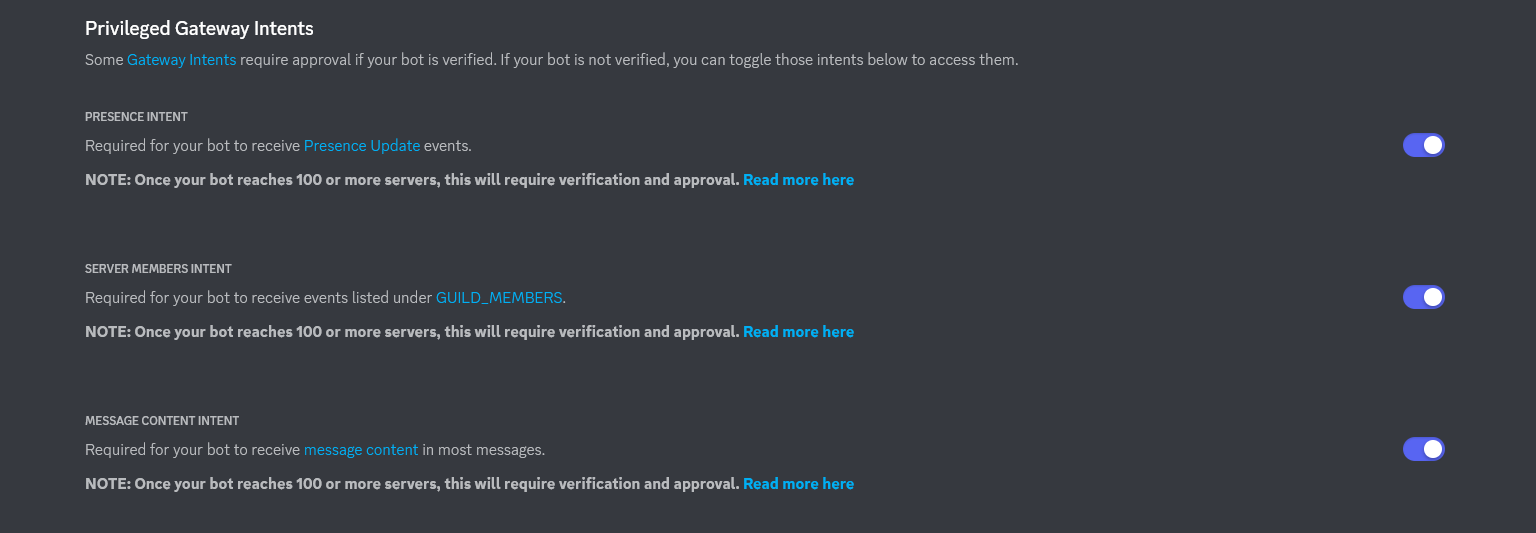 Privileged Gateway Intents
Some Gateway Intents require approval if your bot is verified. If your bot is not verified, you can toggle those intents below to access them.
PRESENCE INTENT
Required for your bot to receive Presence Update events.
NOTE: Once your bot reaches 100 or more servers, this will require verification and approval. Read more here
SERVER MEMBERS INTENT
Required for your bot to receive events listed under GUILD_MEMBERS.
NOTE: Once your bot reaches 100 or more servers, this will require verification and approval. Read more here
MESSAGE CONTENT INTENT
Required for your bot to receive message content in most messages.
NOTE: Once your bot reaches 100 or more servers, this will require verification and approval. Read more here